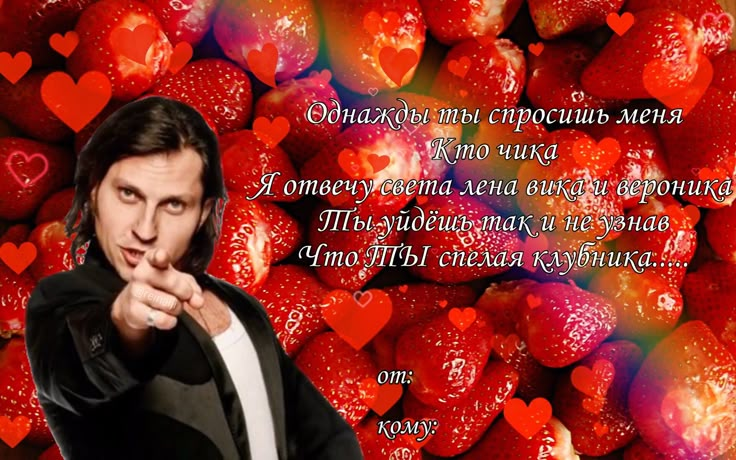 Однажды ты спросишь меня
Кто чика
Я отвечу света лена вика и вероника
Ты уйдёшь так и не узнав
Что ТЫ спелая клубника.....
от:
кому: